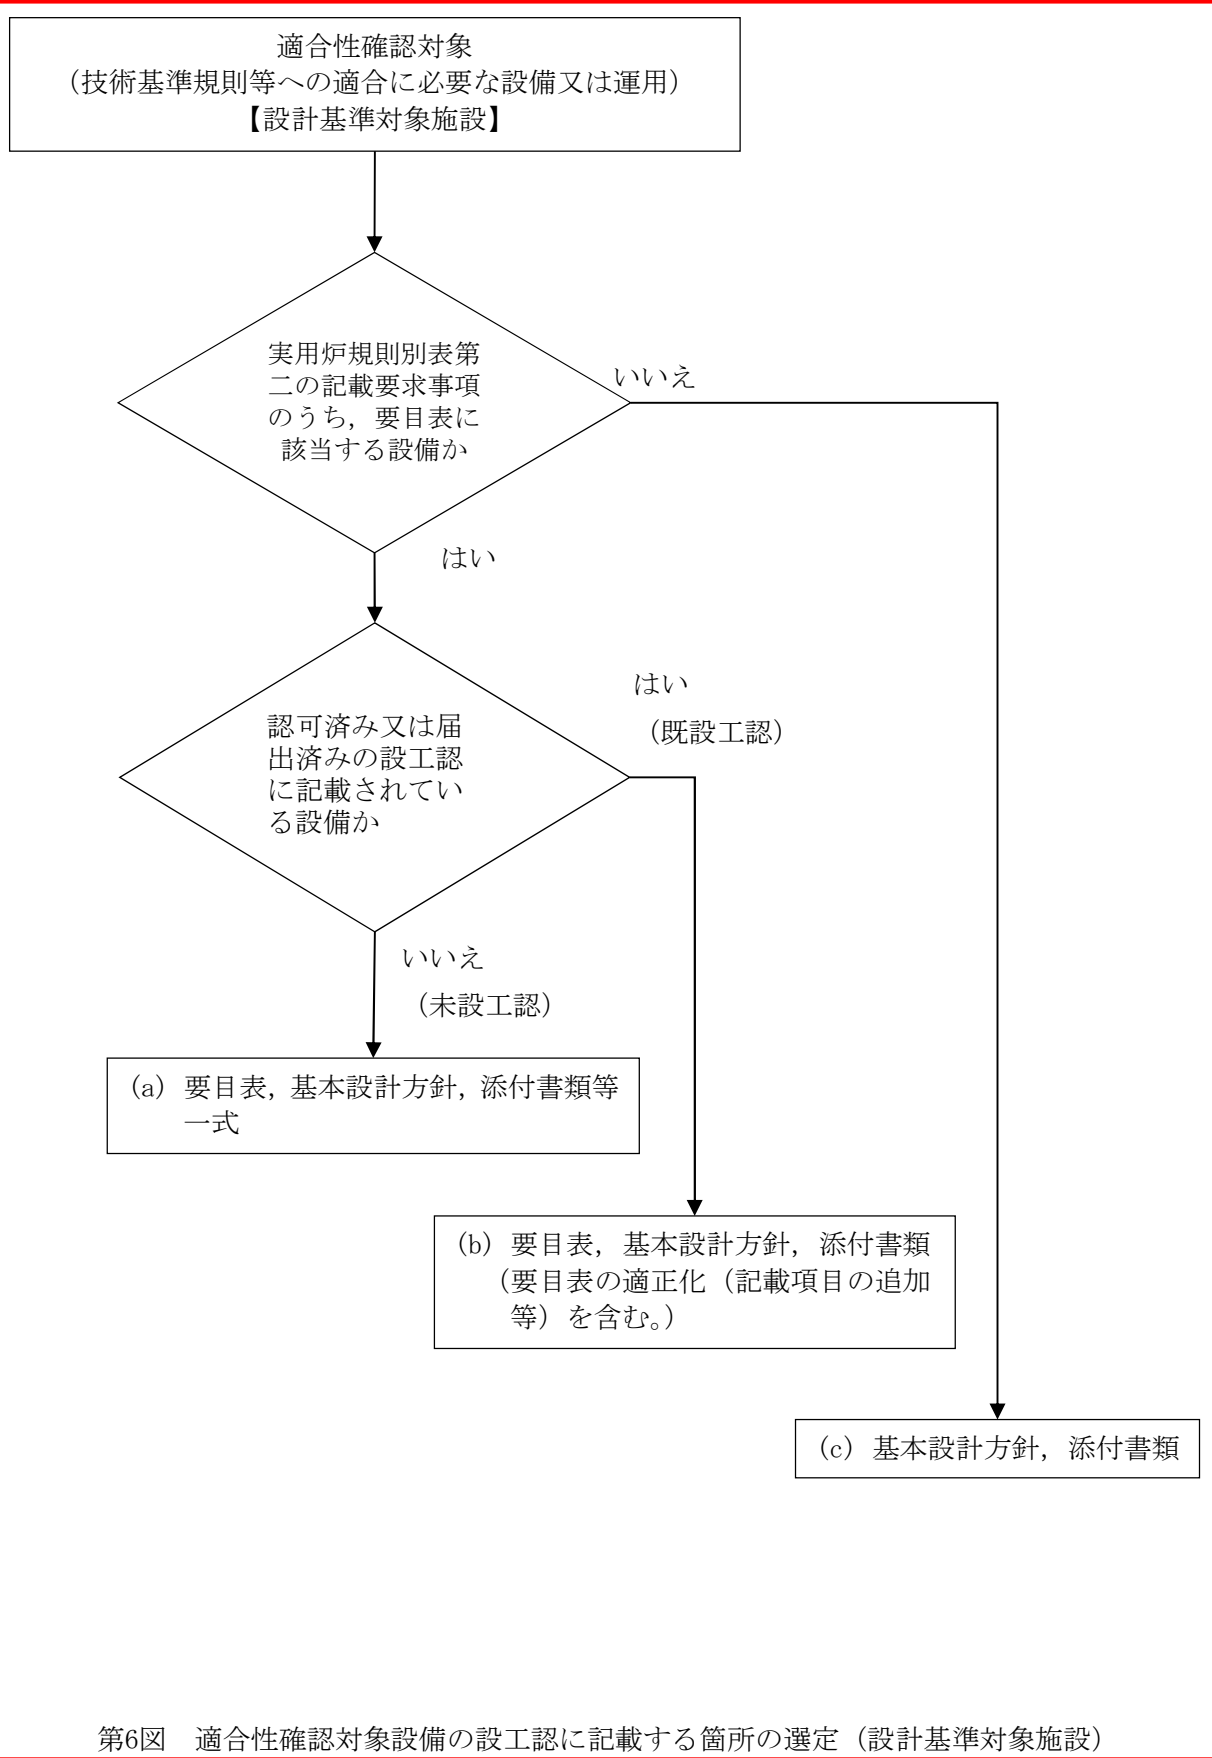 適合性確認対象
（技術基準規則等への適合に必要な設備又は運用）
【設計基準対象施設】
実用炉規則別表第
二の記載要求事項
のうち，要目表に
該当する設備か
いいえ
はい
認可済み又は届
出済みの設工認
に記載されてい
る設備か
はい
（既設工認）
いいえ
（未設工認）
(a) 要目表，基本設計方針，添付書類等
一式
(b) 要目表，基本設計方針，添付書類
（要目表の適正化（記載項目の追加
等）を含む。）
(c) 基本設計方針，添付書類
第6図　適合性確認対象設備の設工認に記載する箇所の選定（設計基準対象施設）